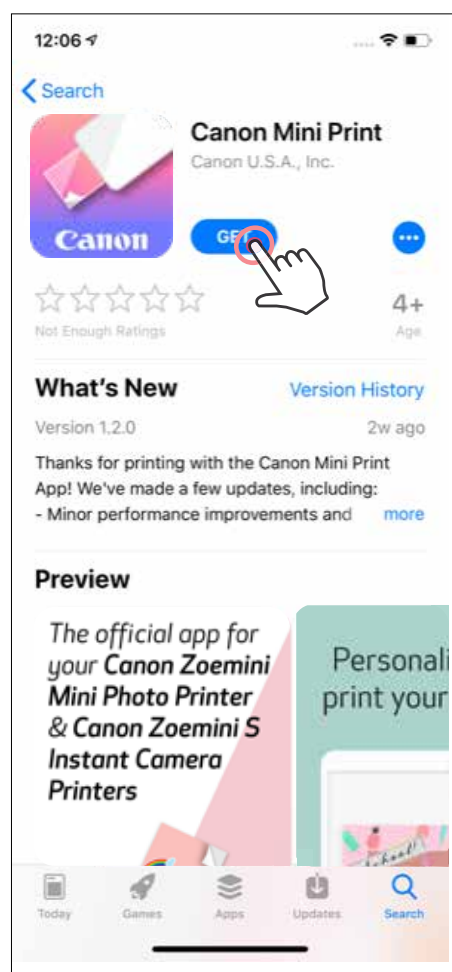 12:06
Search
Canon Mini Print
Canon U.S.A., Inc.
Canon
GET
Not Enough Ratings
4+
Age
What's New
Version History
Version 1.2.0
2w ago
Thanks for printing with the Canon Mini Print
App! We've made a few updates, including:
- Minor performance improvements and
more
Preview
The official app for
your Canon Zoemini
Mini Photo Printer
& Canon Zoemini S
Instant Camera
Printers
Personali
print your
School!
Today
Games
Apps
Updates
Search